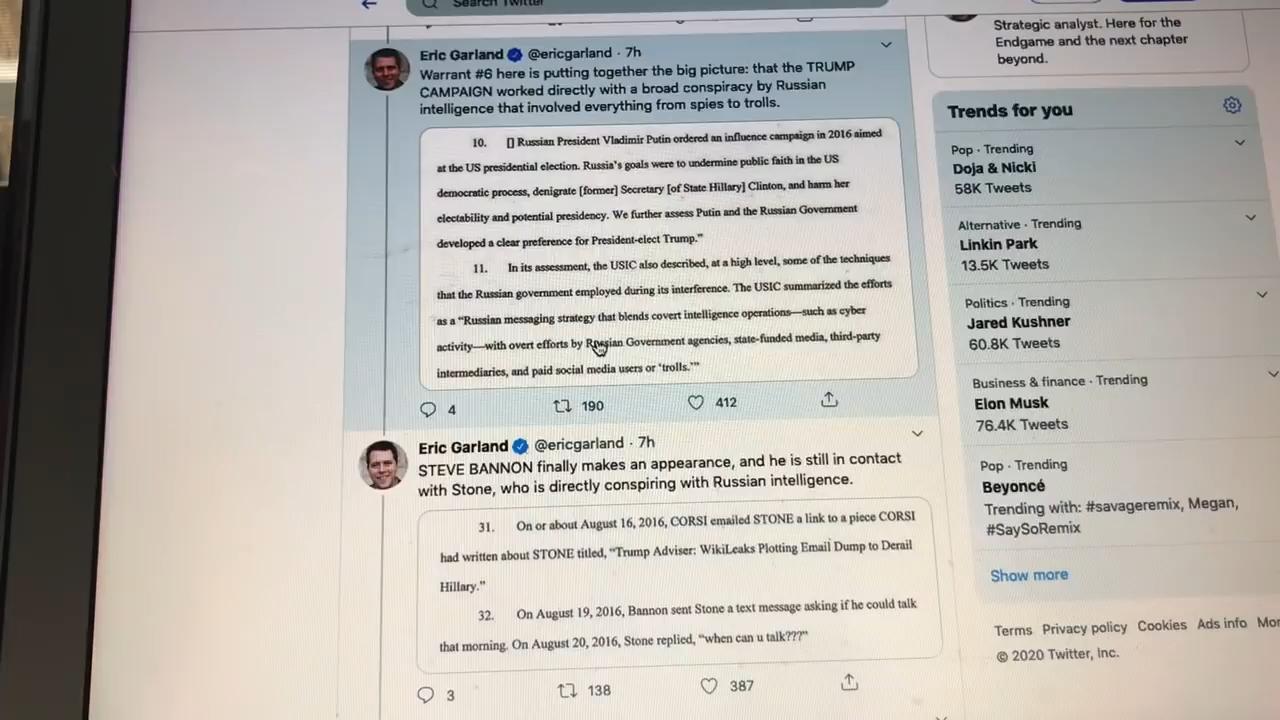 Search Twitter
Eric Garland @ericgarland · 7h
Warrant #6 here is putting together the big picture: that the TRUMP
CAMPAIGN worked directly with a broad conspiracy by Russian
intelligence that involved everything from spies to trolls.
10. [] Russian President Vladimir Putin ordered an influence campaign in 2016 aimed
at the US presidential election. Russia's goals were to undermine public faith in the US
democratic process, denigrate [former] Secretary [of State Hillary] Clinton, and harm her
electability and potential presidency. We further assess Putin and the Russian Government
developed a clear preference for President-elect Trump."
11. In its assessment, the USIC also described, at a high level, some of the techniques
that the Russian government employed during its interference. The USIC summarized the efforts
as a "Russian messaging strategy that blends covert intelligence operations—such as cyber
activity—with overt efforts by Russian Government agencies, state-funded media, third-party
intermediaries, and paid social media users or 'trolls.'"
4 190 412
Eric Garland @ericgarland · 7h
STEVE BANNON finally makes an appearance, and he is still in contact
with Stone, who is directly conspiring with Russian intelligence.
31. On or about August 16, 2016, CORSI emailed STONE a link to a piece CORSI
had written about STONE titled, "Trump Adviser: WikiLeaks Plotting Email Dump to Derail
Hillary."
32. On August 19, 2016, Bannon sent Stone a text message asking if he could talk
that morning. On August 20, 2016, Stone replied, "when can u talk???"
3 138 387
Strategic analyst. Here for the
Endgame and the next chapter
beyond.
Trends for you
Pop · Trending
Doja & Nicki
58K Tweets
Alternative · Trending
Linkin Park
13.5K Tweets
Politics · Trending
Jared Kushner
60.8K Tweets
Business & finance · Trending
Elon Musk
76.4K Tweets
Pop · Trending
Beyoncé
Trending with: #savageremix, Megan,
#SaySoRemix
Show more
Terms Privacy policy Cookies Ads info
© 2020 Twitter, Inc.